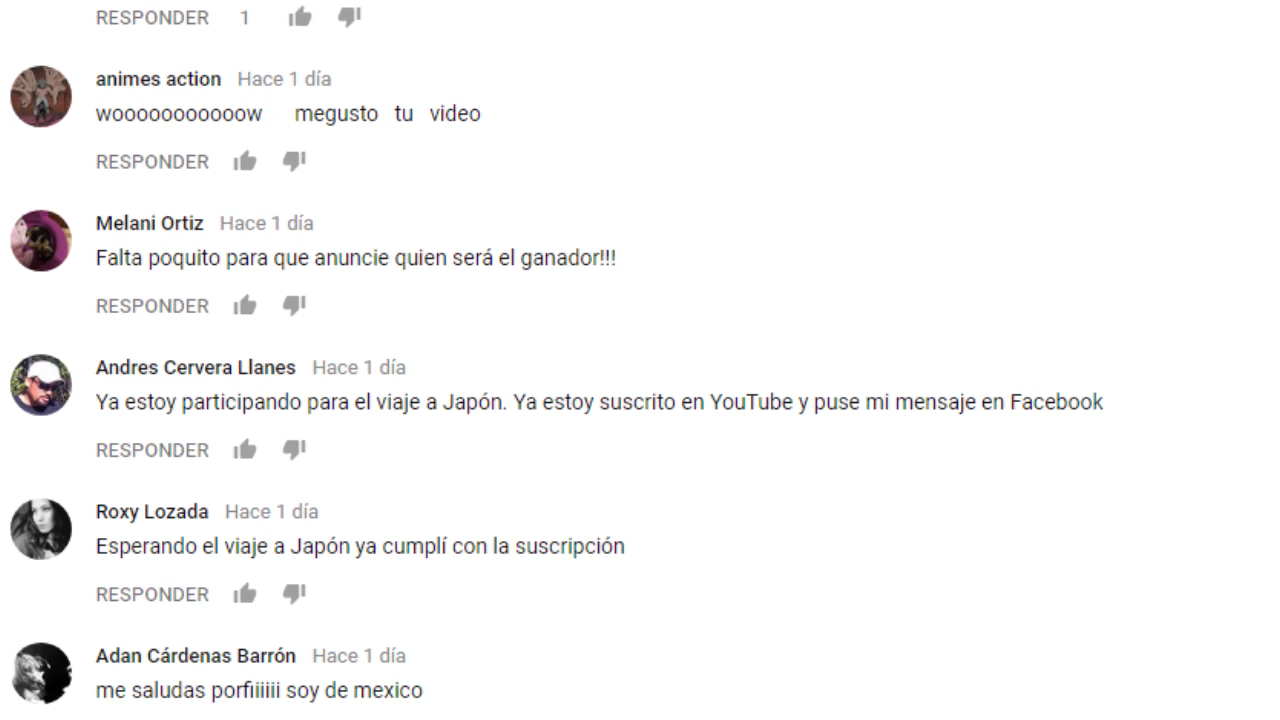 RESPONDER 1
animes action Hace 1 día
wooooooooooow megusto tu video
RESPONDER
Melani Ortiz Hace 1 día
Falta poquito para que anuncie quien será el ganador!!!
RESPONDER
Andres Cervera Llanes Hace 1 día
Ya estoy participando para el viaje a Japón. Ya estoy suscrito en YouTube y puse mi mensaje en Facebook
RESPONDER
Roxy Lozada Hace 1 día
Esperando el viaje a Japón ya cumplí con la suscripción
RESPONDER
Adan Cárdenas Barrón Hace 1 día
me saludas porfiiiiii soy de mexico